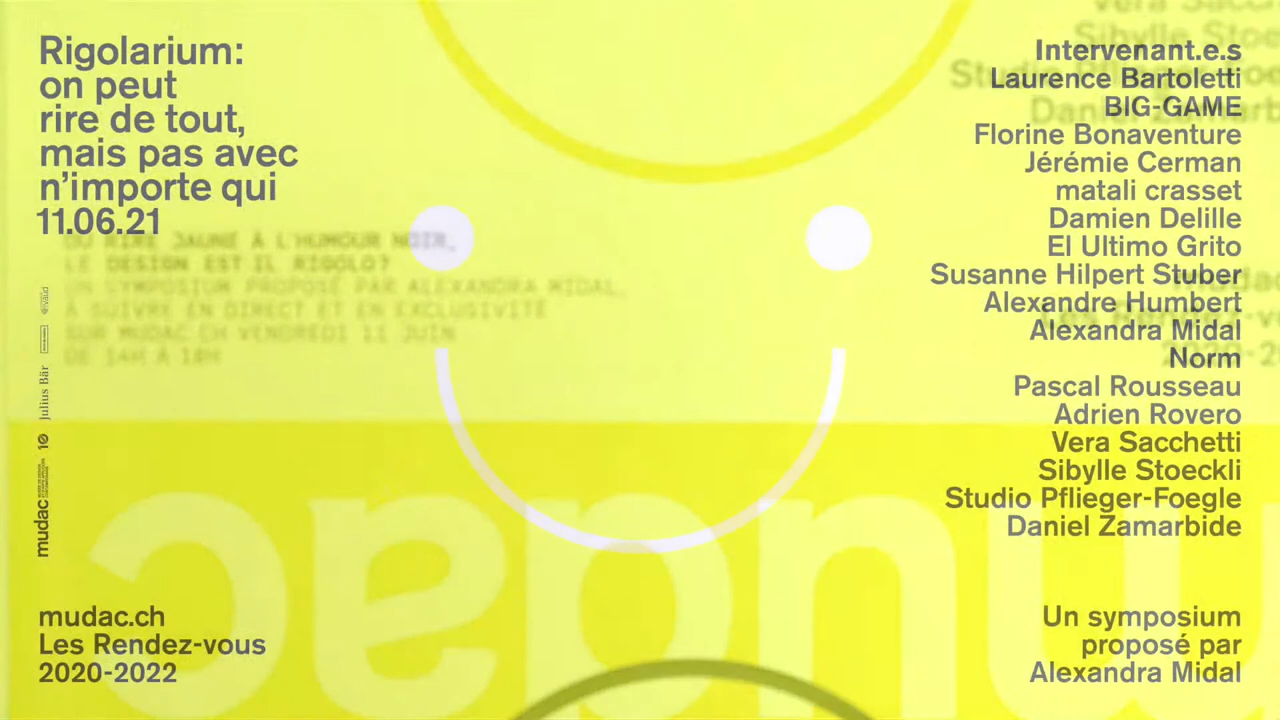 Rigolarium:
on peut
rire de tout,
mais pas avec
n'importe qui
11.06.21
DU RIRE JAUNE À L'HUMOUR NOIR,
LE DESIGN EST IL RIGOLO?
UN SYMPOSIUM PROPOSÉ PAR ALEXANDRA MIDAL,
À SUIVRE EN DIRECT ET EN EXCLUSIVITÉ
SUR MUDAC.CH VENDREDI 11 JUIN
DE 14H À 18H
mudac
10
Julius Bär
mudac.ch
Les Rendez-vous
2020-2022
Intervenant.e.s
Laurence Bartoletti
BIG-GAME
Florine Bonaventure
Jérémie Cerman
matali crasset
Damien Delille
El Ultimo Grito
Susanne Hilpert Stuber
Alexandre Humbert
Alexandra Midal
Norm
Pascal Rousseau
Adrien Rovero
Vera Sacchetti
Sibylle Stoeckli
Studio Pflieger-Foegle
Daniel Zamarbide
Un symposium
proposé par
Alexandra Midal
mudac